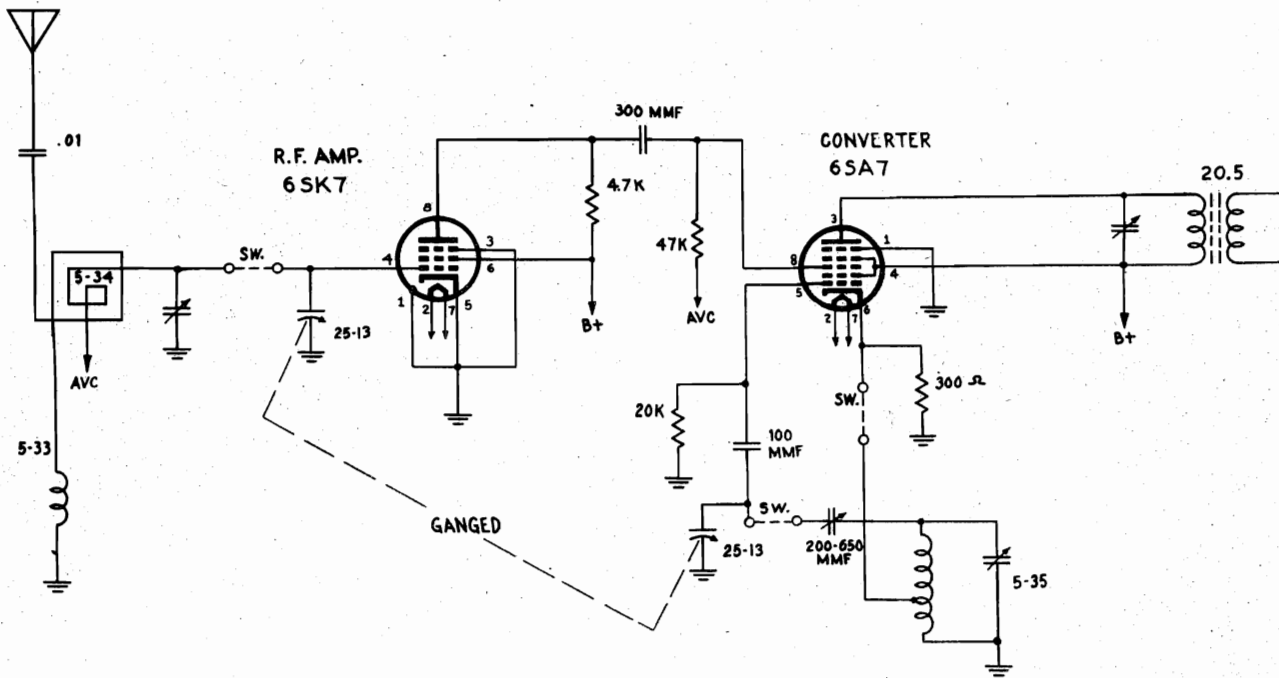 .01
R.F. AMP.
6SK7
300 MMF
CONVERTER
6SA7
20.5
8
4.7K
3
4
6
1
2
7
5
SW.
5-34
AVC
25-13
B+
47K
AVC
3
1
8
4
5
2
7
6
B+
5-33
20K
100
MMF
SW.
300 Ω
GANGED
25-13
SW.
200-650
MMF
5-35